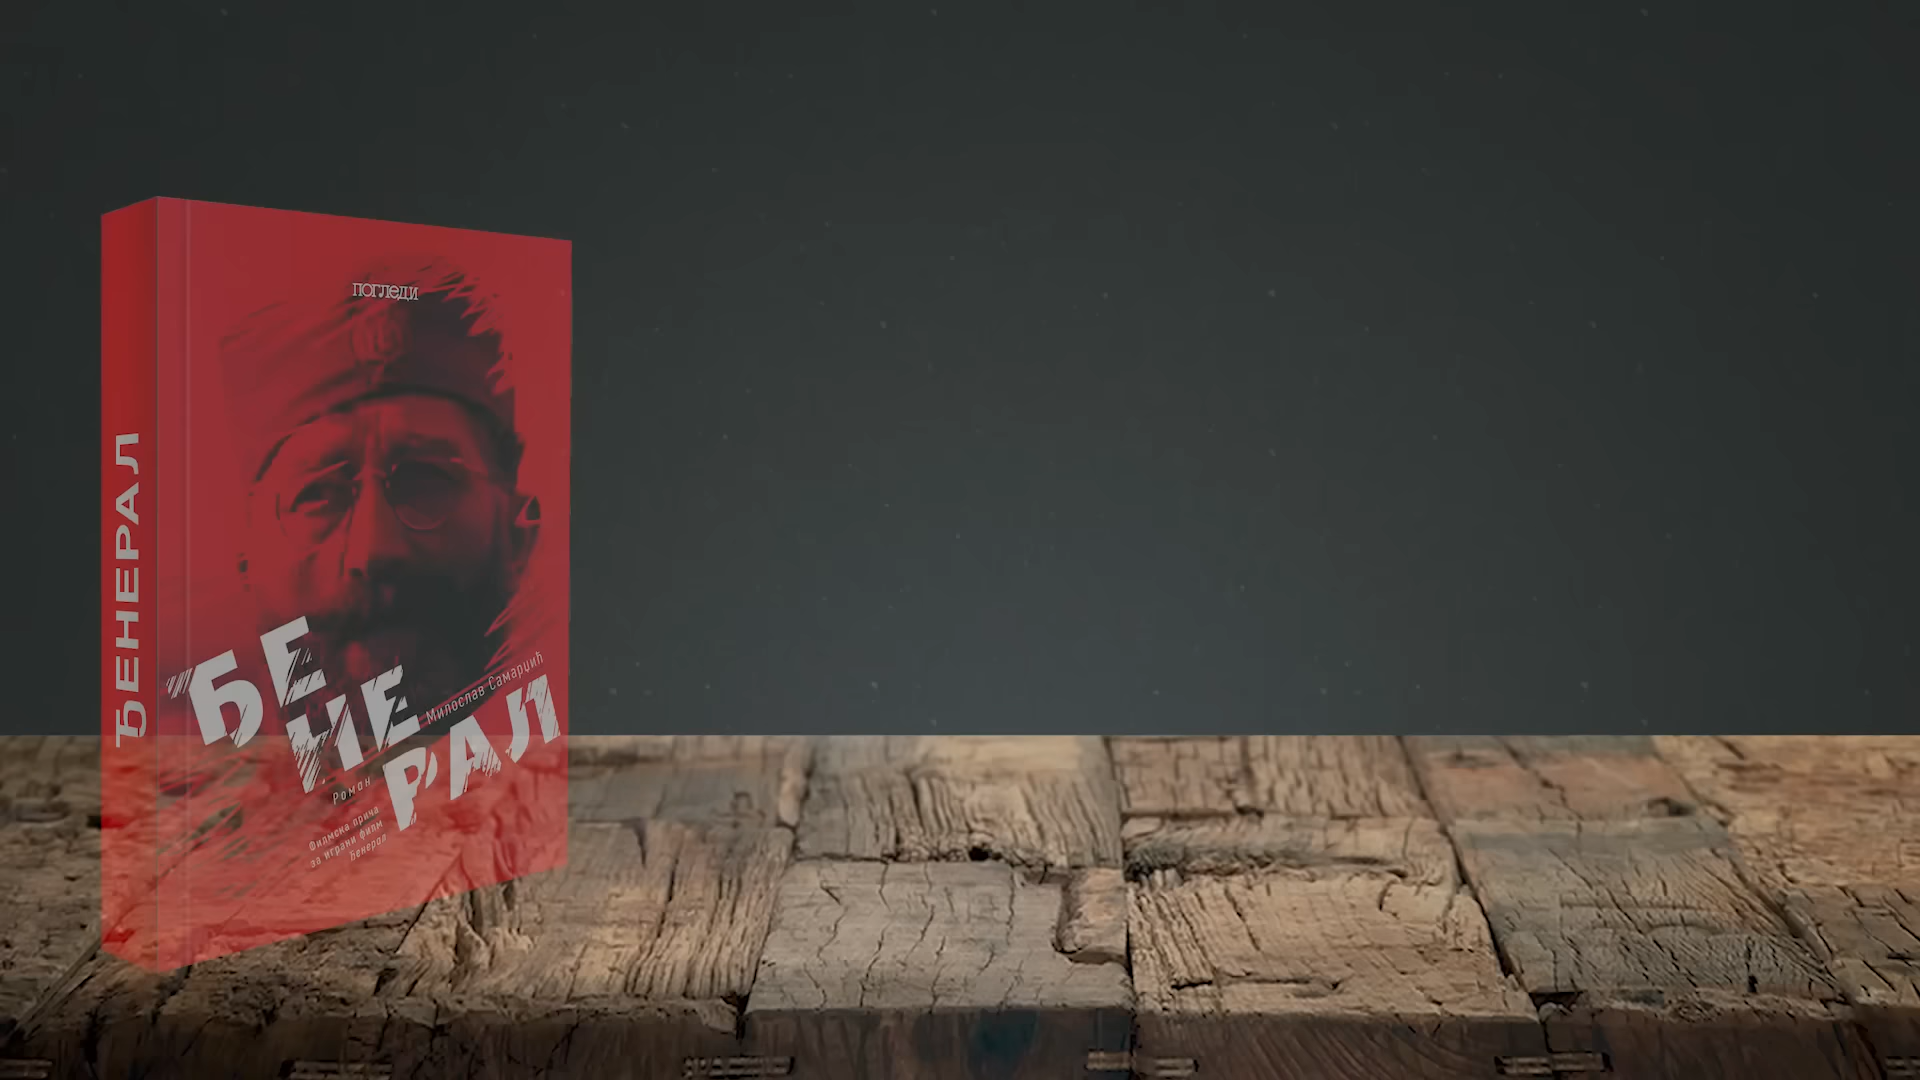 ЂЕНЕРАЛ
погледи
ЂЕ
НЕ
РАЛ
Милослав Самарџић
Роман
Филмска прича
за играни филм
Ђенерал